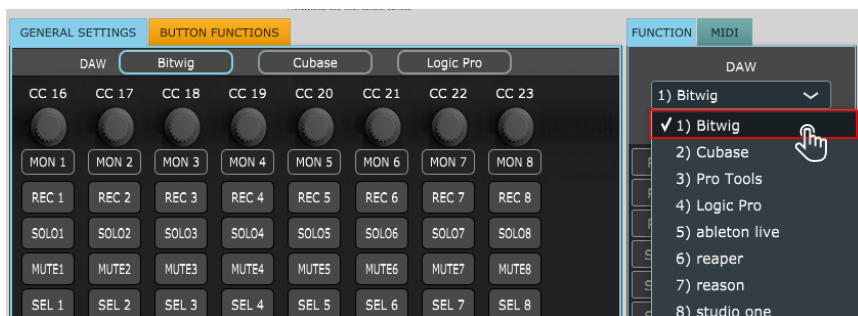 GENERAL SETTINGS BUTTON FUNCTIONS
DAW Bitwig Cubase Logic Pro
CC 16 CC 17 CC 18 CC 19 CC 20 CC 21 CC 22 CC 23
MON 1 MON 2 MON 3 MON 4 MON 5 MON 6 MON 7 MON 8
REC 1 REC 2 REC 3 REC 4 REC 5 REC 6 REC 7 REC 8
SOLO1 SOLO2 SOLO3 SOLO4 SOLO5 SOLO6 SOLO7 SOLO8
MUTE1 MUTE2 MUTE3 MUTE4 MUTE5 MUTE6 MUTE7 MUTE8
SEL 1 SEL 2 SEL 3 SEL 4 SEL 5 SEL 6 SEL 7 SEL 8
FUNCTION MIDI
DAW
1) Bitwig
✓ 1) Bitwig
2) Cubase
3) Pro Tools
4) Logic Pro
5) ableton live
6) reaper
7) reason
8) studio one